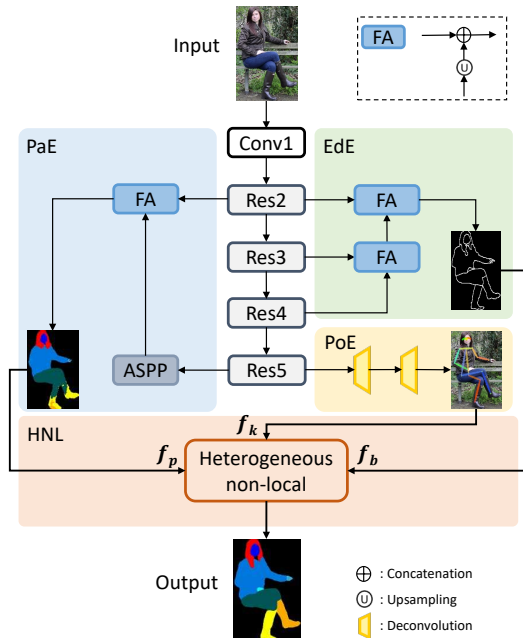 Input
FA
U
PaE
Conv1
EdE
FA
Res2
FA
Res3
FA
Res4
PoE
ASPP
Res5
HNL
f_k
f_p
Heterogeneous
non-local
f_b
Output
: Concatenation
U : Upsampling
: Deconvolution